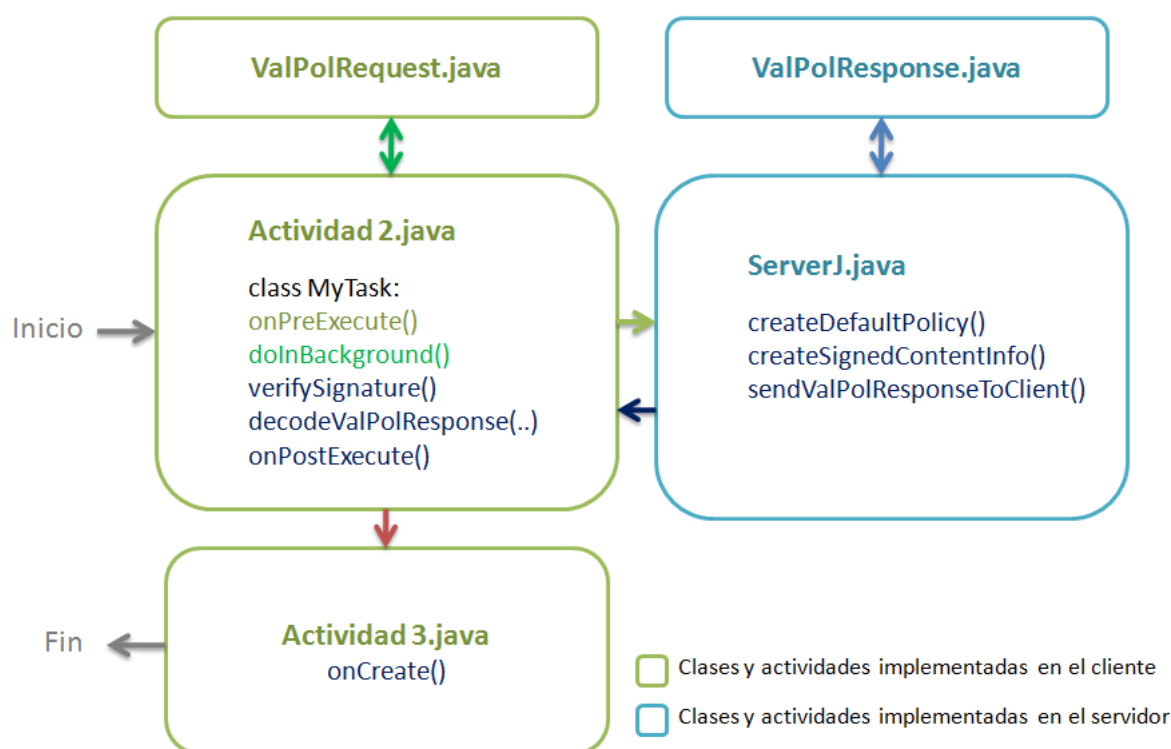 ValPolRequest.java
ValPolResponse.java
Actividad 2.java
class MyTask:
onPreExecute()
doInBackground()
verifySignature()
decodeValPolResponse(..)
onPostExecute()
Inicio
ServerJ.java
createDefaultPolicy()
createSignedContentInfo()
sendValPolResponseToClient()
Actividad 3.java
onCreate()
Fin
Clases y actividades implementadas en el cliente
Clases y actividades implementadas en el servidor